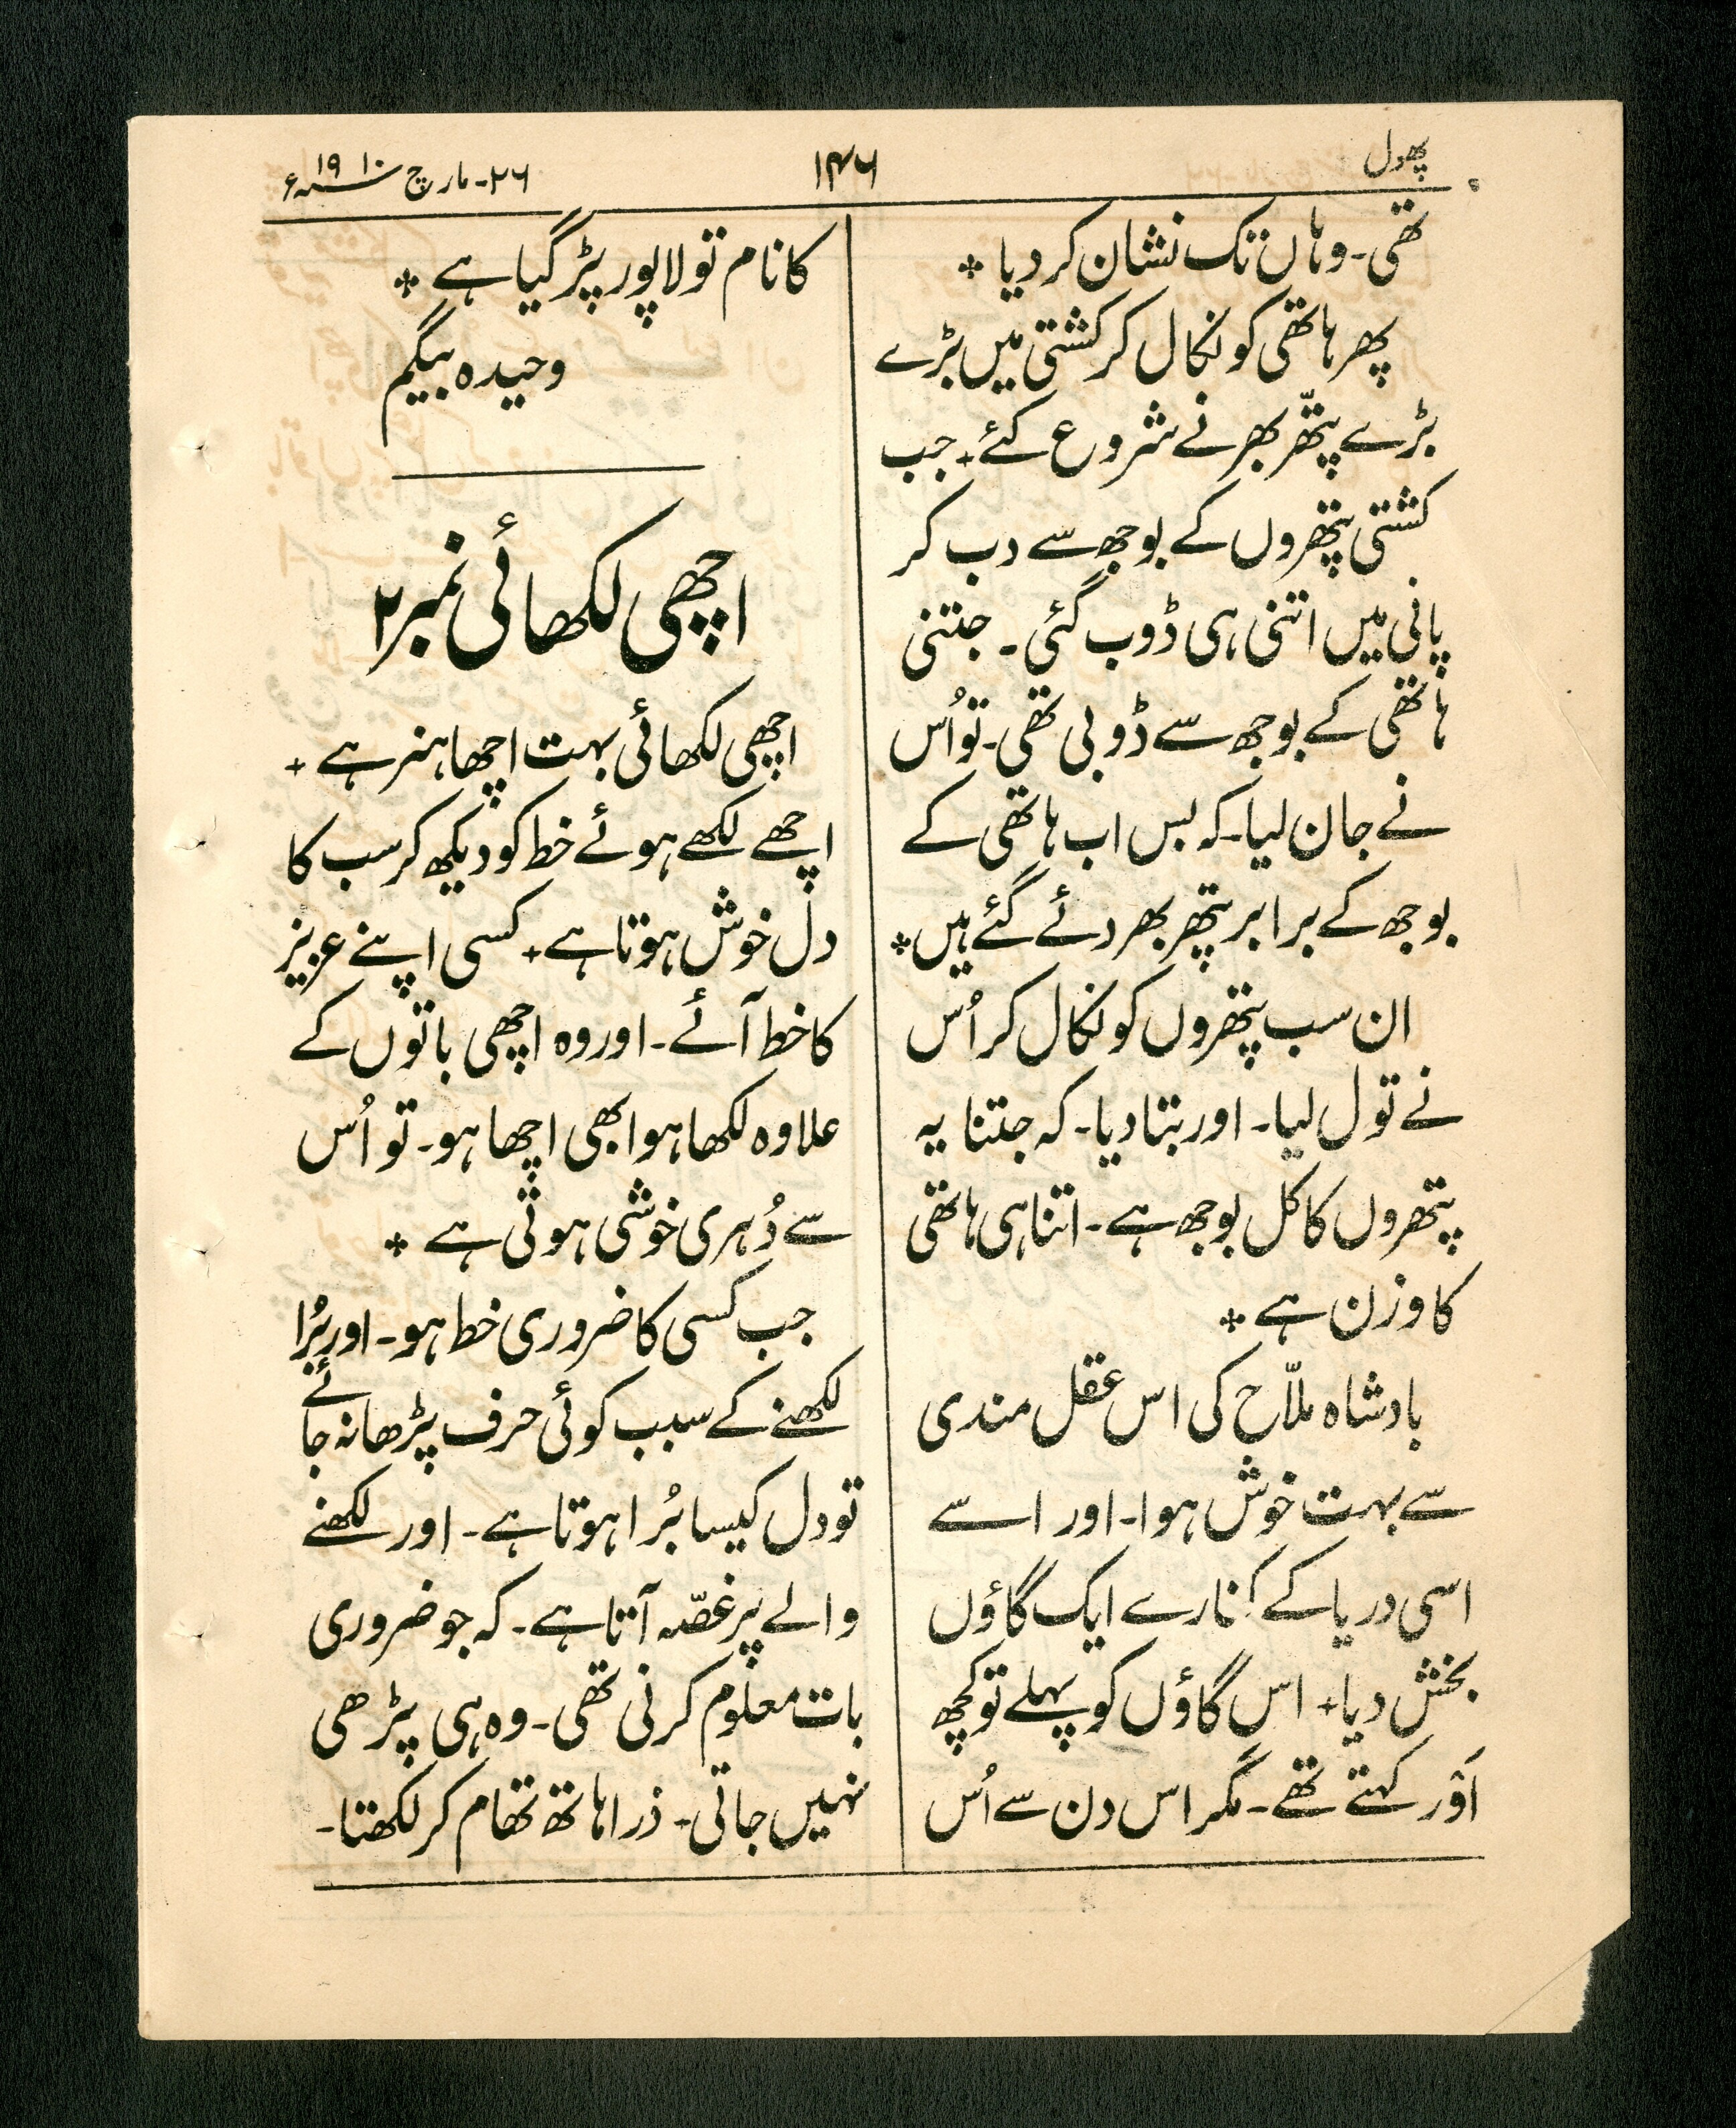 پھول
۱۴۶
۲۶-مارچ ۱۹۱۰ء
تھی۔ وہاں تک نشان کر دیا *
پھر ہاتھی کو نکال کر کشتی میں بڑے
بڑے پتھّر بھرنے شروع کئے + جب
کشتی پتھروں کے بوجھ سے دب کر
پانی میں اتنی ہی ڈوب گئی۔ جتنی
ہاتھی کے بوجھ سے ڈوبی تھی۔ تو اُس
نے جان لیا۔ کہ بس اب ہاتھی کے
بوجھ کے برابر پتھر بھر دئے گئے ہیں *
ان سب پتھروں کو نکال کر اُس
نے تول لیا۔ اور بتا دیا۔ کہ جتنا یہ
پتھروں کا کل بوجھ ہے۔ اتنا ہی ہاتھی
کا وزن ہے *
بادشاہ ملّاح کی اس عقل مندی
سے بہت خوش ہوا۔ اور اسے
اسی دریا کے کنارے ایک گاؤں
بخش دیا + اس گاؤں کو پہلے تو کچھ
اَوْر کہتے تھے۔ مگر اس دن سے اُس
کا نام تولاپور پڑ گیا ہے *
وحیدہ بیگم
اچھی لکھائی نمبر ۲
اچھی لکھائی بہت اچھا ہنر ہے +
اچھے لکھے ہوئے خط کو دیکھ کر سب کا
دل خوش ہوتا ہے + کسی اپنے عزیز
کا خط آئے۔ اور وہ اچھی باتوں کے
علاوہ لکھا ہوا بھی اچھا ہو۔ تو اُس
سے دُہری خوشی ہوتی ہے *
جب کسی کا ضروری خط ہو۔ اور بُرا
لکھنے کے سبب کوئی حرف پڑھا نہ جائے
تو دل کیسا بُرا ہوتا ہے۔ اور لکھنے
والے پر غصّہ آتا ہے۔ کہ جو ضروری
بات معلوم کرنی تھی۔ وہ ہی پڑھی
نہیں جاتی۔ ذرا ہاتھ تھام کر لکھتا۔